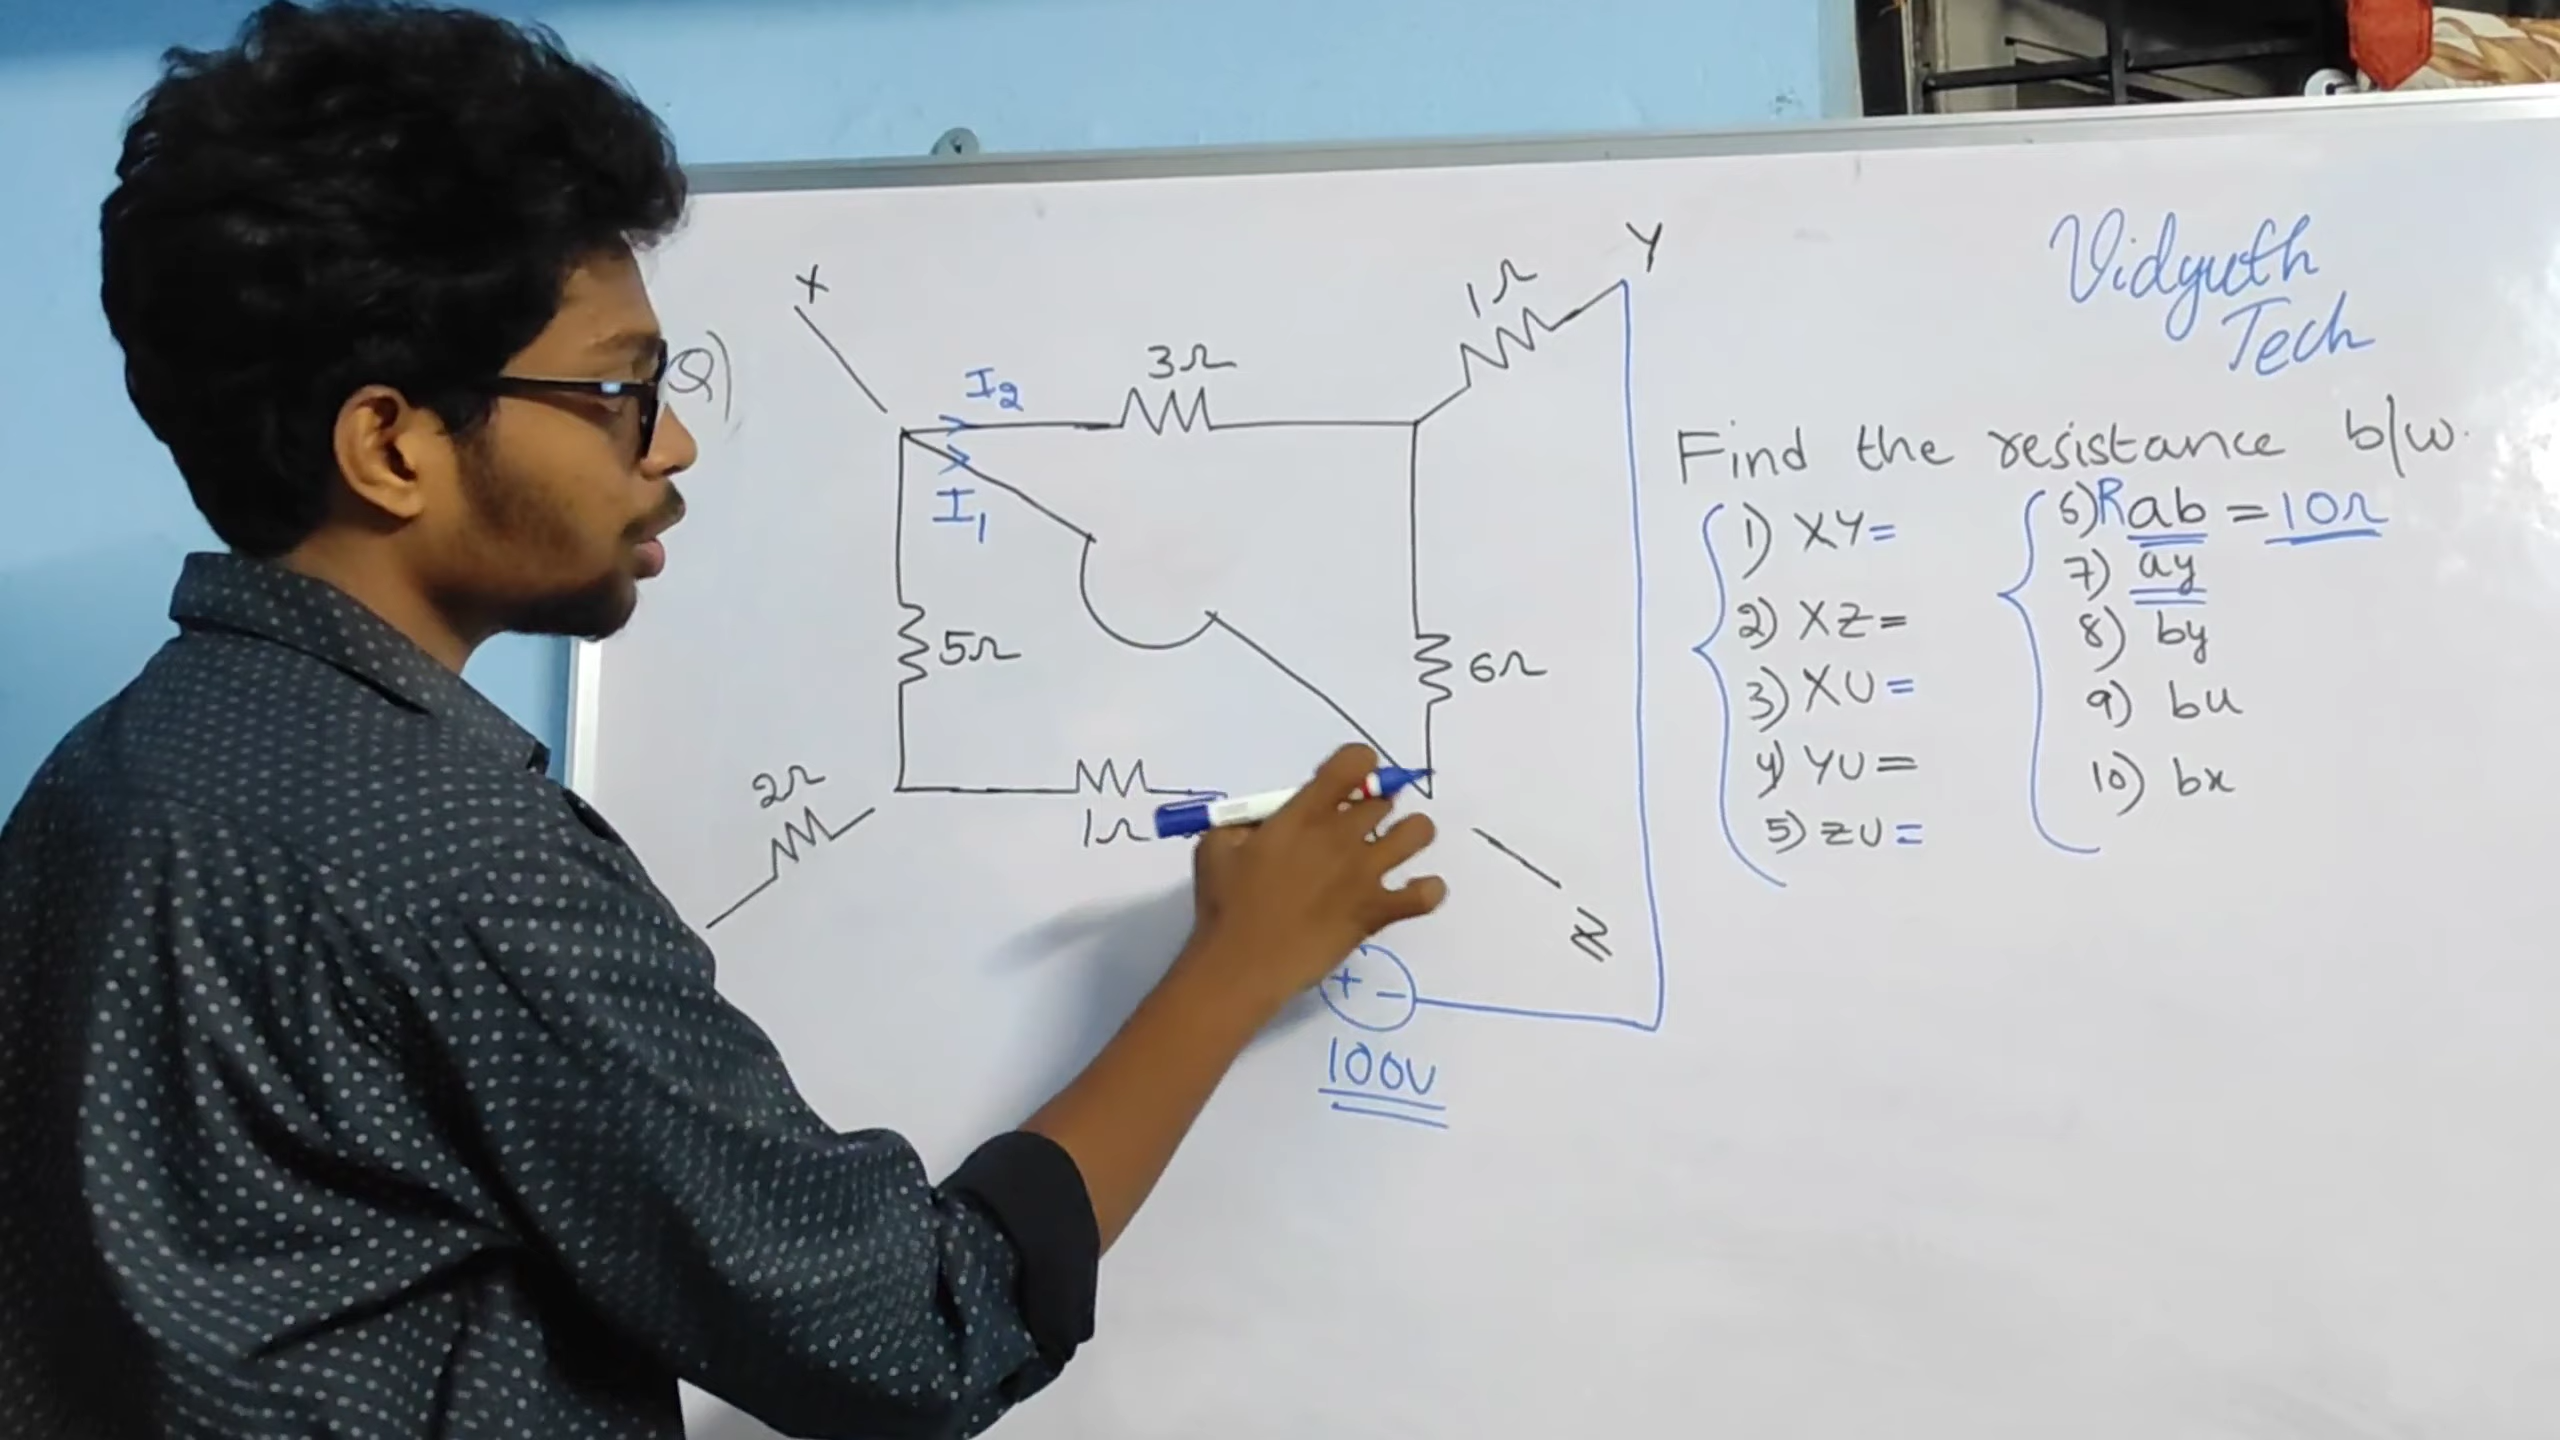 Vidyuth
Tech
X
Y
Q)
I2
3Ω
1Ω
I1
5Ω
6Ω
2Ω
1Ω
Z
+ -
100V
Find the resistance b/w.
1) XY=
2) XZ=
3) XU=
4) YU=
5) ZU=
6) Rab = 10Ω
7) ay
8) by
9) bu
10) bx